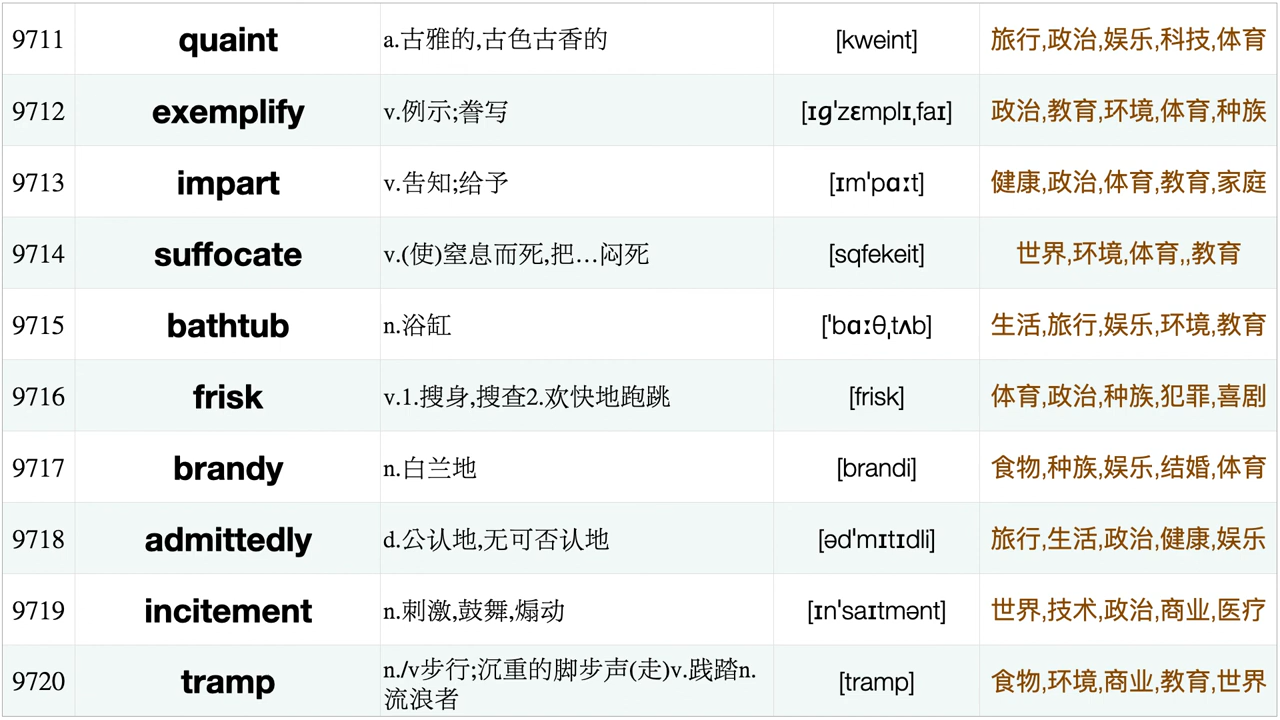 9711 quaint a.古雅的,古色古香的 [kweint] 旅行,政治,娱乐,科技,体育
9712 exemplify v.例示;誊写 [ɪɡˈzɛmplɪˌfaɪ] 政治,教育,环境,体育,种族
9713 impart v.告知;给予 [ɪmˈpɑːt] 健康,政治,体育,教育,家庭
9714 suffocate v.(使)窒息而死,把…闷死 [sqfekeit] 世界,环境,体育,,教育
9715 bathtub n.浴缸 [ˈbɑːθˌtʌb] 生活,旅行,娱乐,环境,教育
9716 frisk v.1.搜身,搜查2.欢快地跑跳 [frisk] 体育,政治,种族,犯罪,喜剧
9717 brandy n.白兰地 [brandi] 食物,种族,娱乐,结婚,体育
9718 admittedly d.公认地,无可否认地 [ədˈmɪtɪdli] 旅行,生活,政治,健康,娱乐
9719 incitement n.刺激,鼓舞,煽动 [ɪnˈsaɪtmənt] 世界,技术,政治,商业,医疗
9720 tramp n./v步行;沉重的脚步声(走)v.践踏n.
流浪者 [tramp] 食物,环境,商业,教育,世界